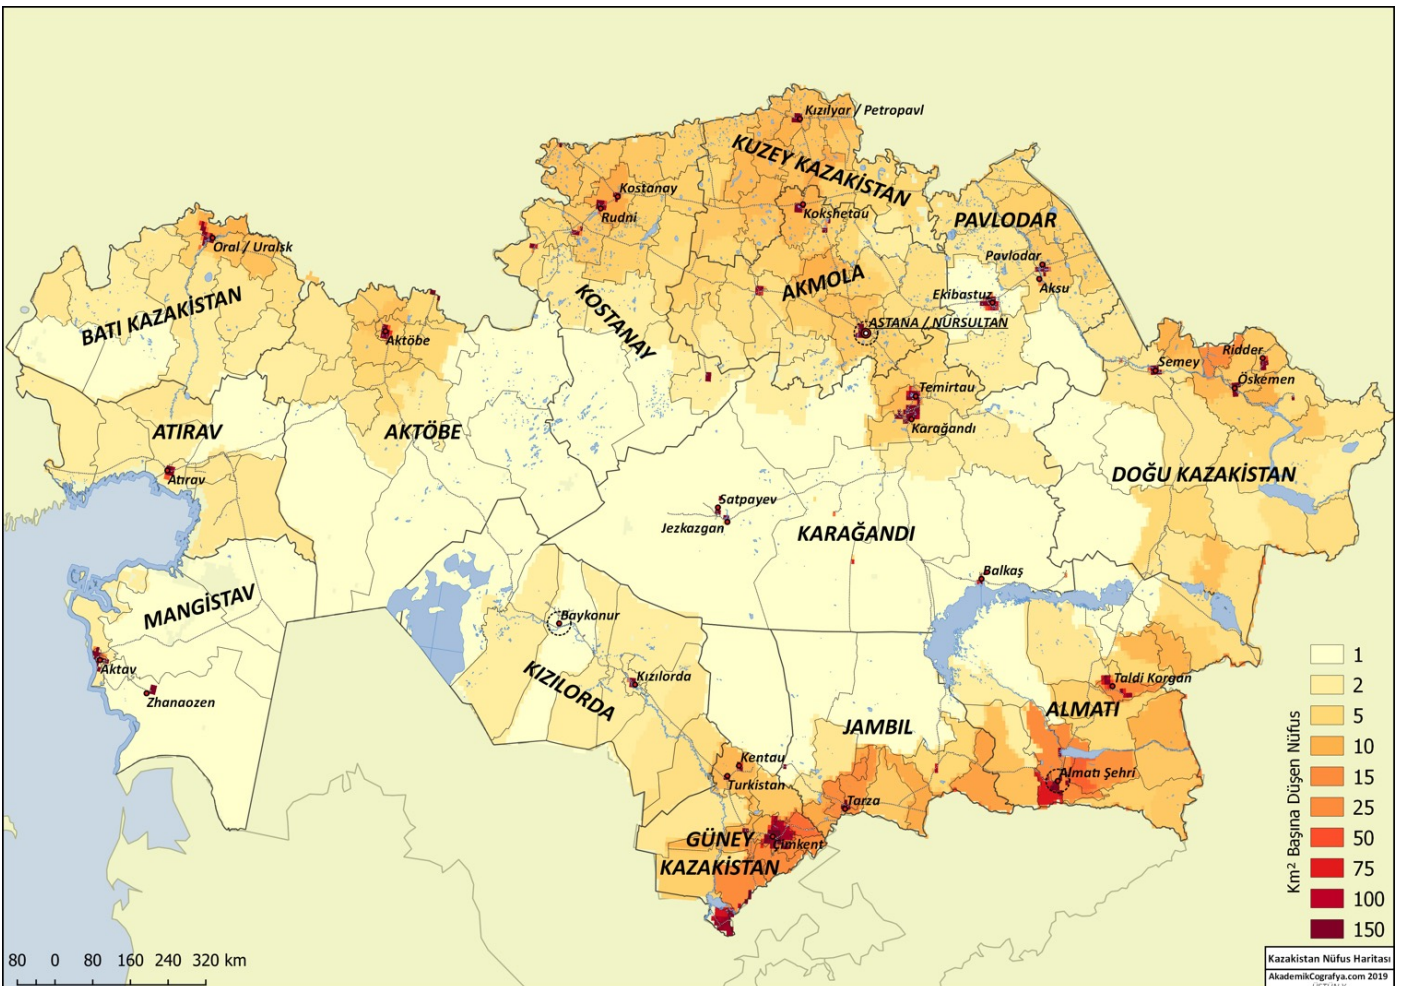 Kızılyar / Petropavl
KUZEY KAZAKİSTAN
Kostanay
Rudni
Kokshetau
PAVLODAR
Oral / Uralsk
Pavlodar
Aksu
AKMOLA
Ekibastuz
BATI KAZAKİSTAN
KOSTANAY
ASTANA / NURSULTAN
Aktöbe
Ridder
Semey
Öskemen
Temirtau
Karağandı
ATIRAV
AKTÖBE
Atırav
DOĞU KAZAKİSTAN
Satpayev
Jezkazgan
KARAĞANDI
Balkaş
MANGİSTAV
Baykonur
Aktav
Zhanaozen
KIZILORDA
Kızılorda
Taldi Korgan
ALMATI
JAMBIL
Kentau
Turkistan
Almatı Şehri
Tarza
GÜNEY
KAZAKİSTAN
Çimkent
Km² Başına Düşen Nüfus
1
2
5
10
15
25
50
75
100
150
80 0 80 160 240 320 km
Kazakistan Nüfus Haritası
AkademikCografya.com 2019